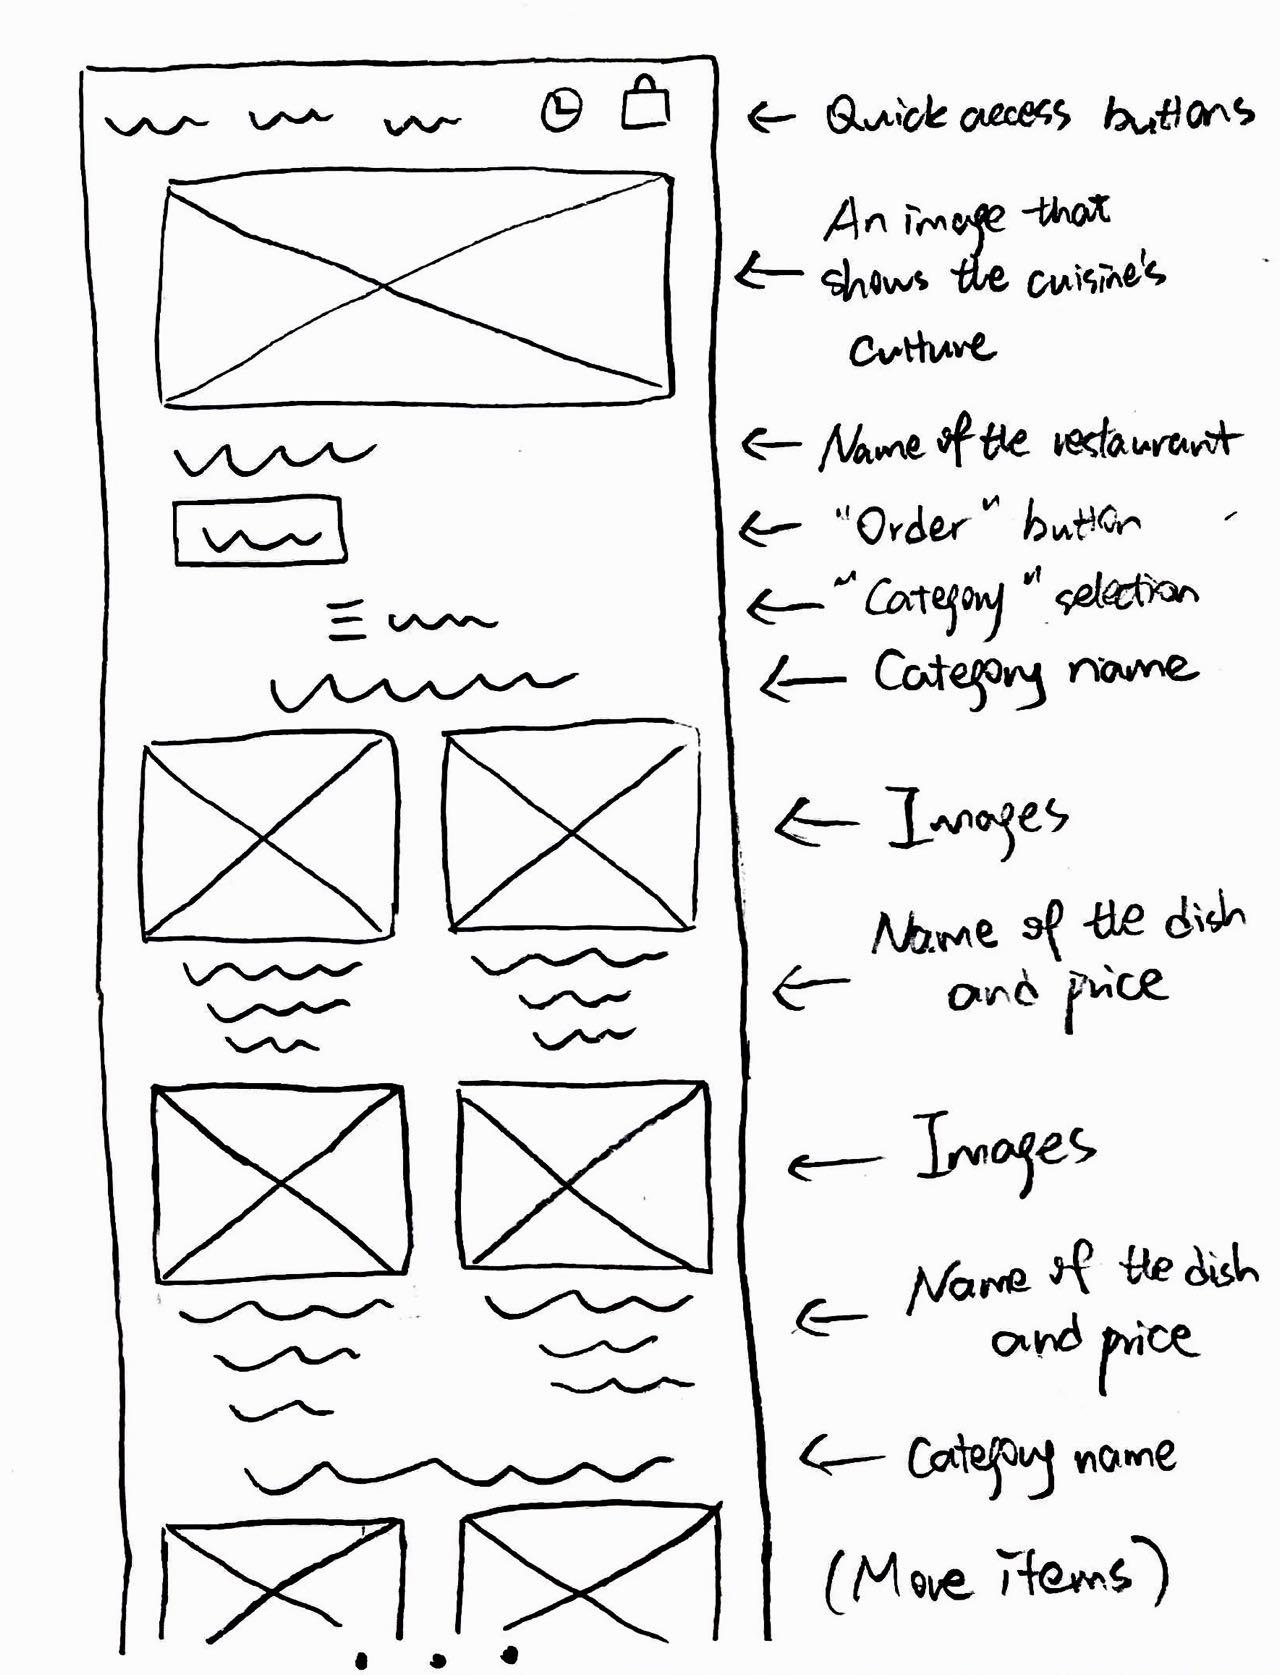 Quick access buttons
An image that
shows the cuisine's
culture
Name of the restaurant
"Order" button
"Category" selection
Category name
Images
Name of the dish
and price
Images
Name of the dish
and price
Category name
(More items)